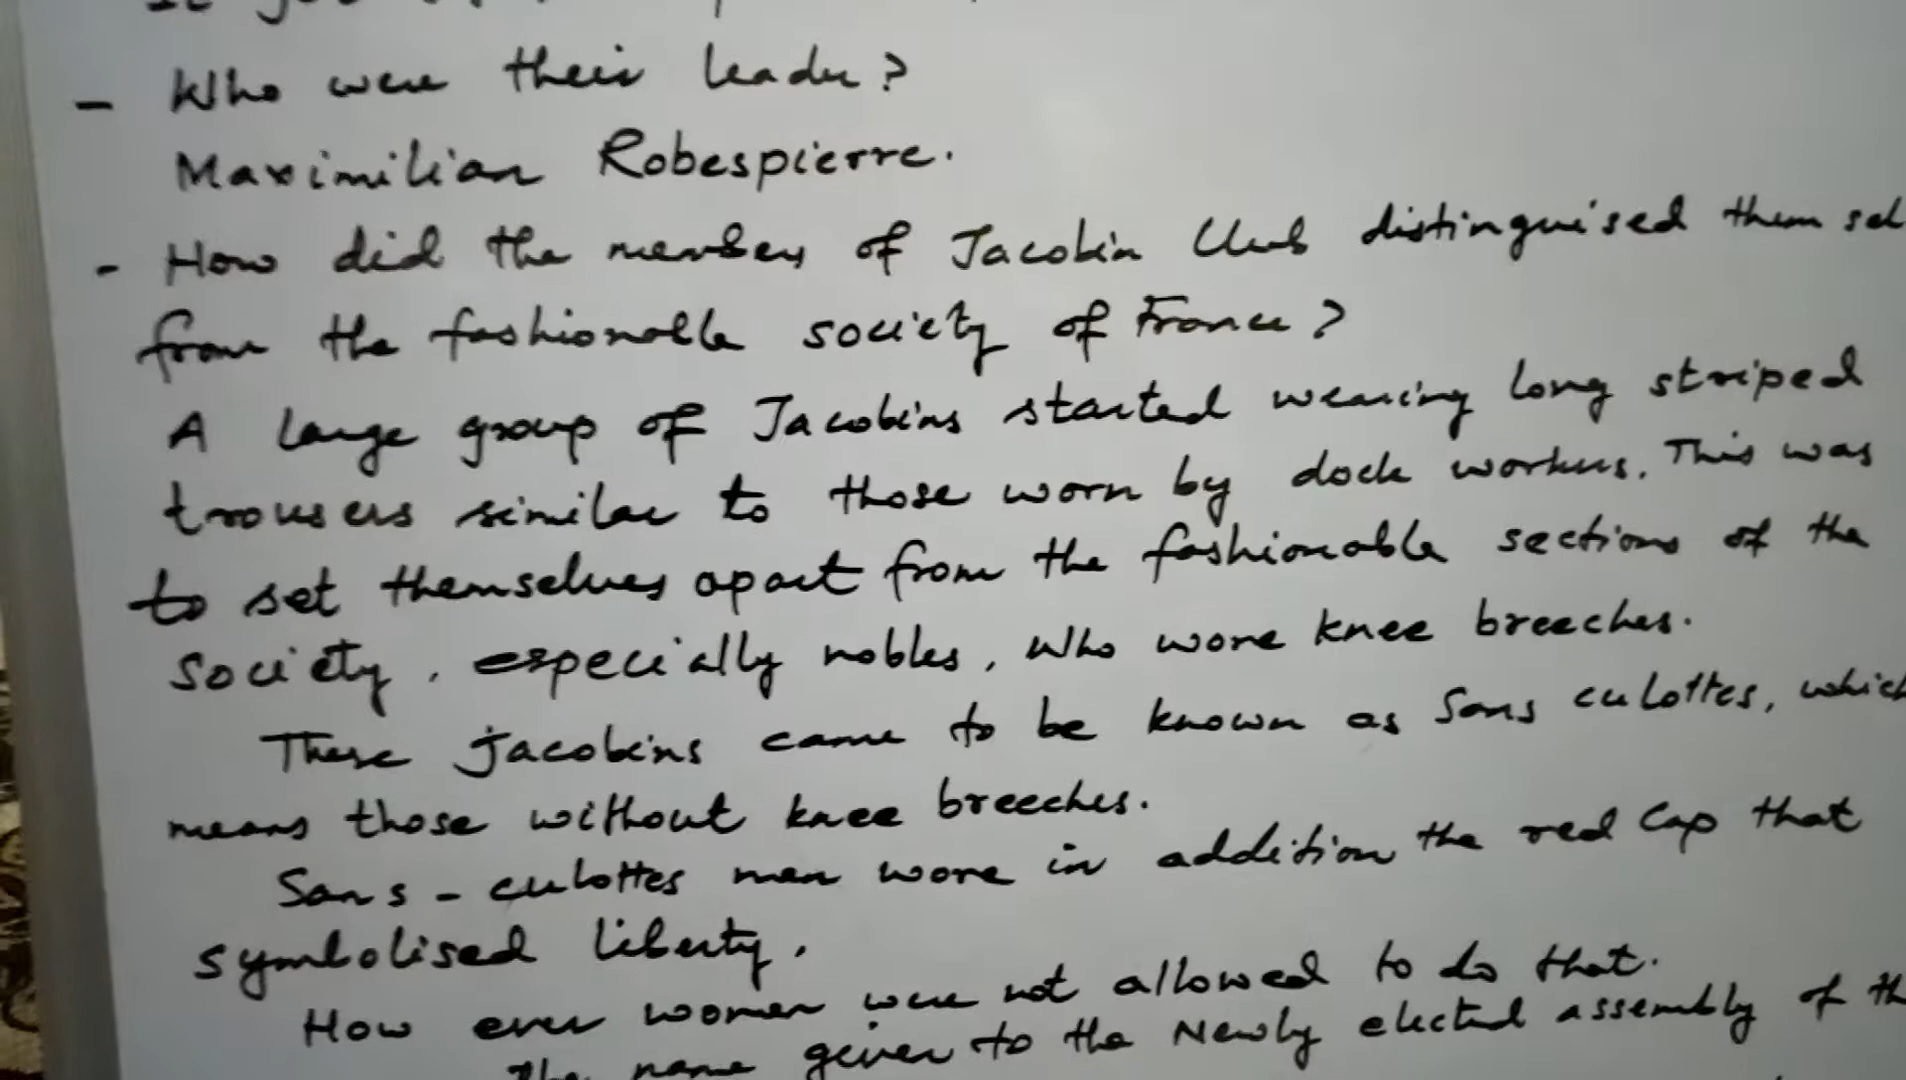 - Who were their leader?
Maximilian Robespierre.
- How did the members of Jacobin Club distinguised them sel
from the fashionable society of France?
A large group of Jacobins started wearing long striped
trousers similar to those worn by dock workers. This was
to set themselves apart from the fashionable sections of the
society, especially nobles, who wore knee breeches.
These Jacobins came to be known as Sans culottes, which
means those without knee breeches.
Sans-culottes men wore in addition the red Cap that
symbolised liberty.
How ever women were not allowed to do that.
The name given to the Newly elected assembly of th